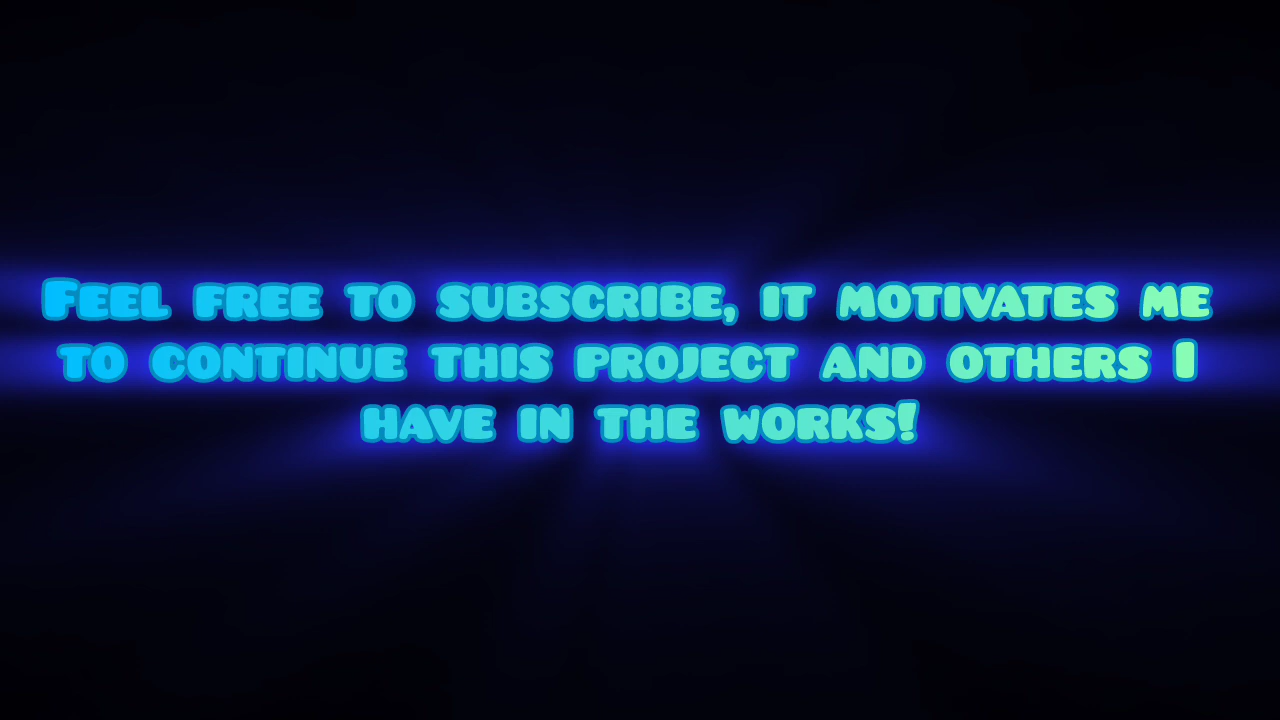 Feel free to subscribe, it motivates me
to continue this project and others I
have in the works!